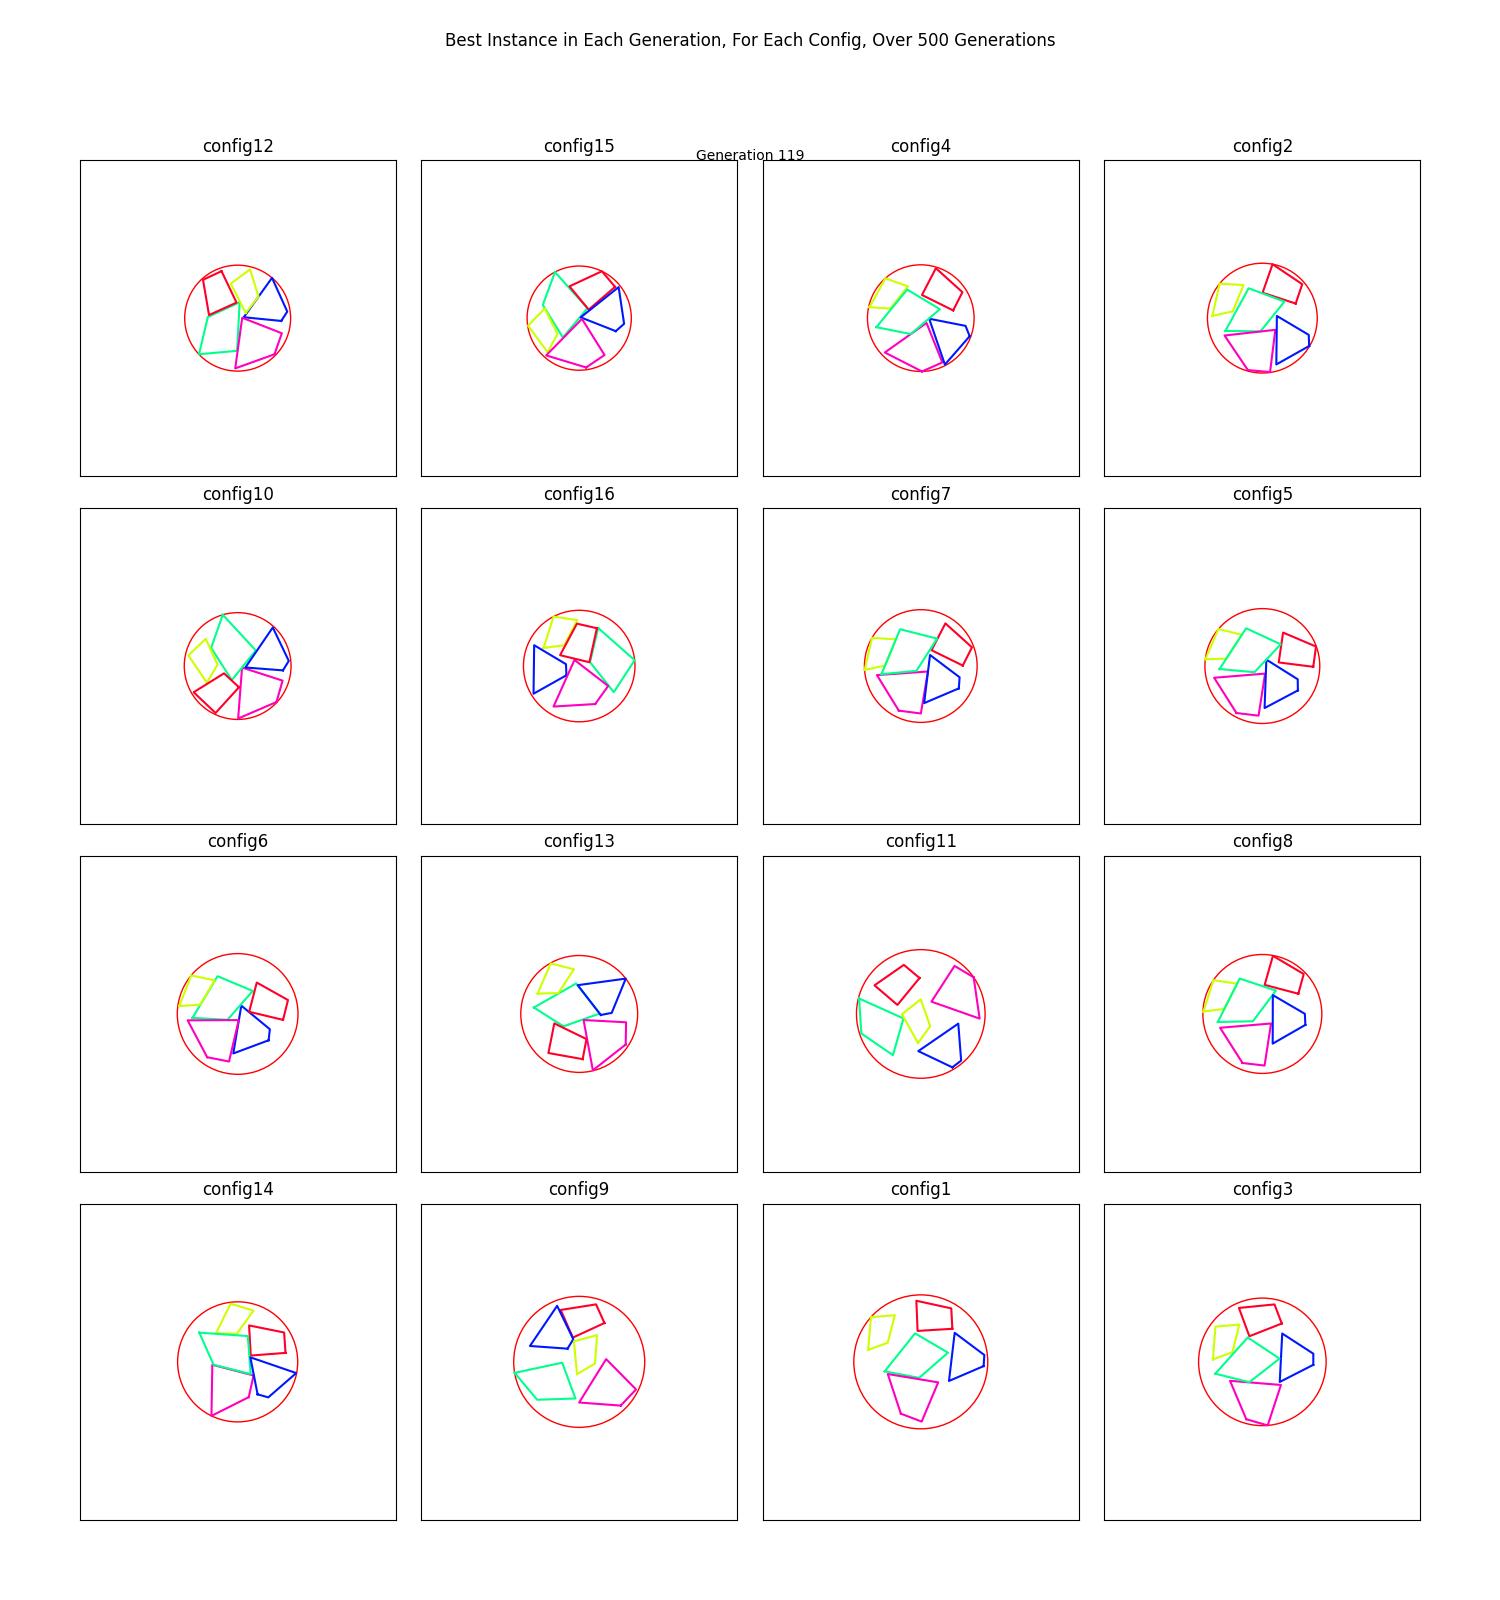 Best Instance in Each Generation, For Each Config, Over 500 Generations
Generation 119
config12
config15
config4
config2
config10
config16
config7
config5
config6
config13
config11
config8
config14
config9
config1
config3